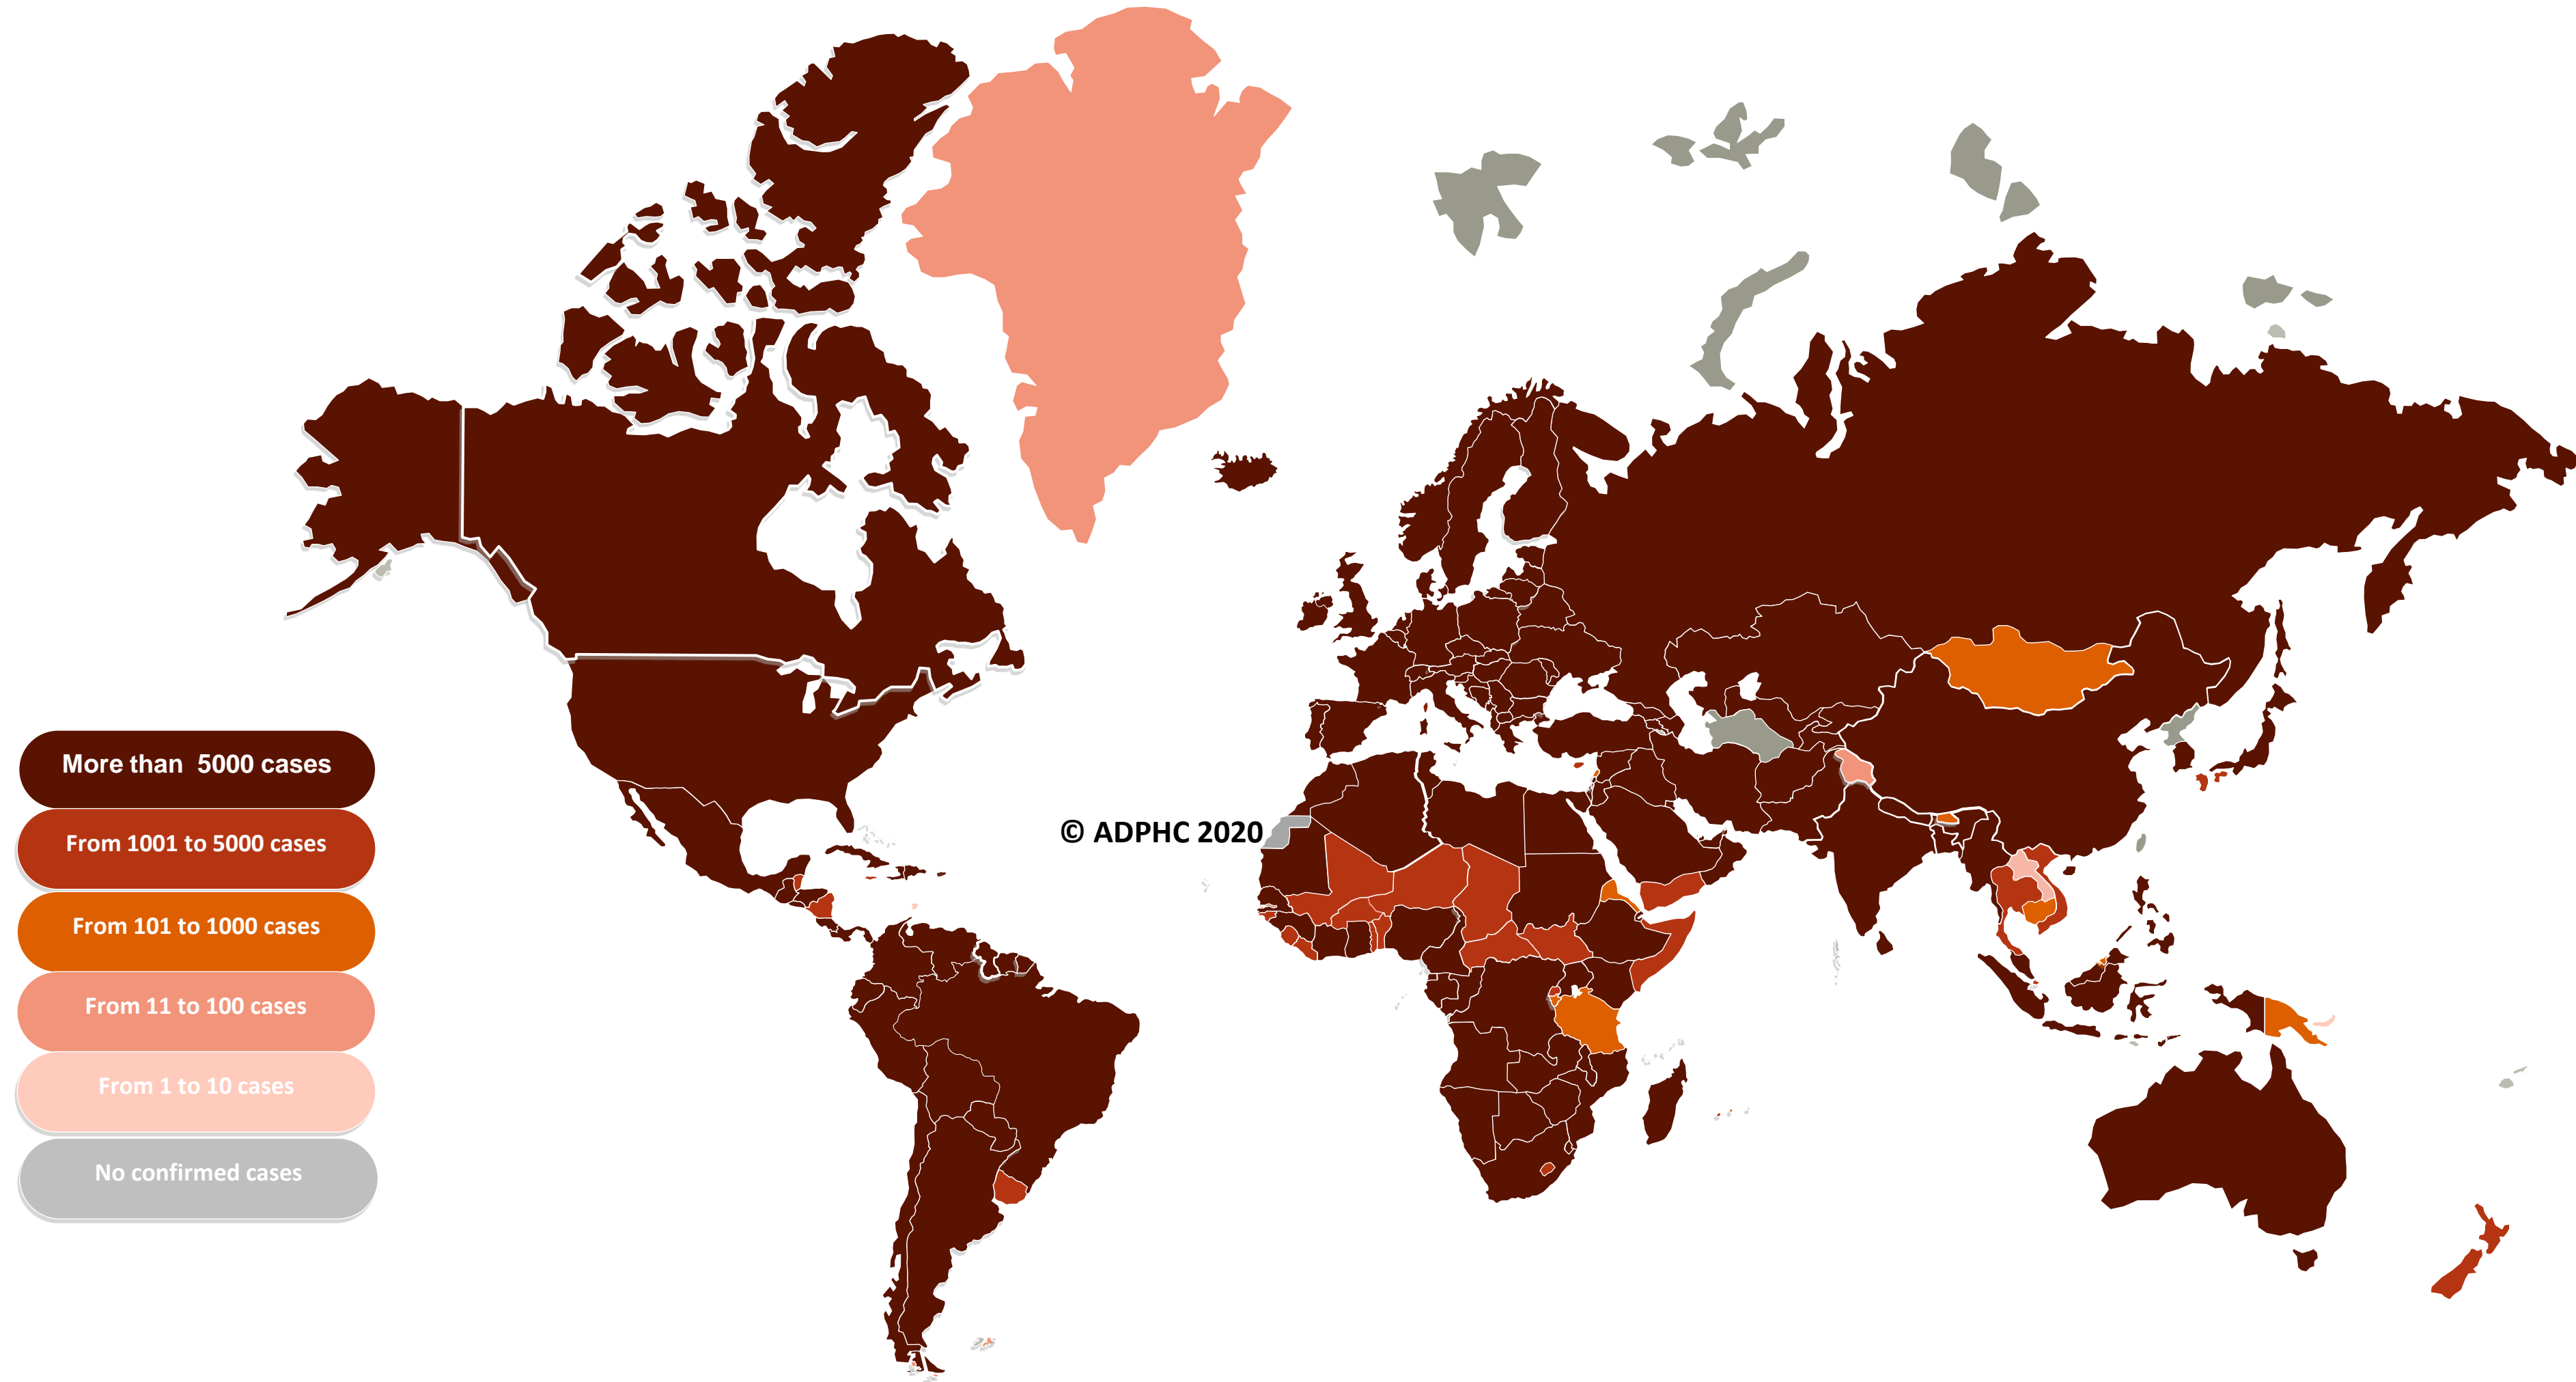 More than 5000 cases
From 1001 to 5000 cases
From 101 to 1000 cases
From 11 to 100 cases
From 1 to 10 cases
No confirmed cases
© ADPHC 2020